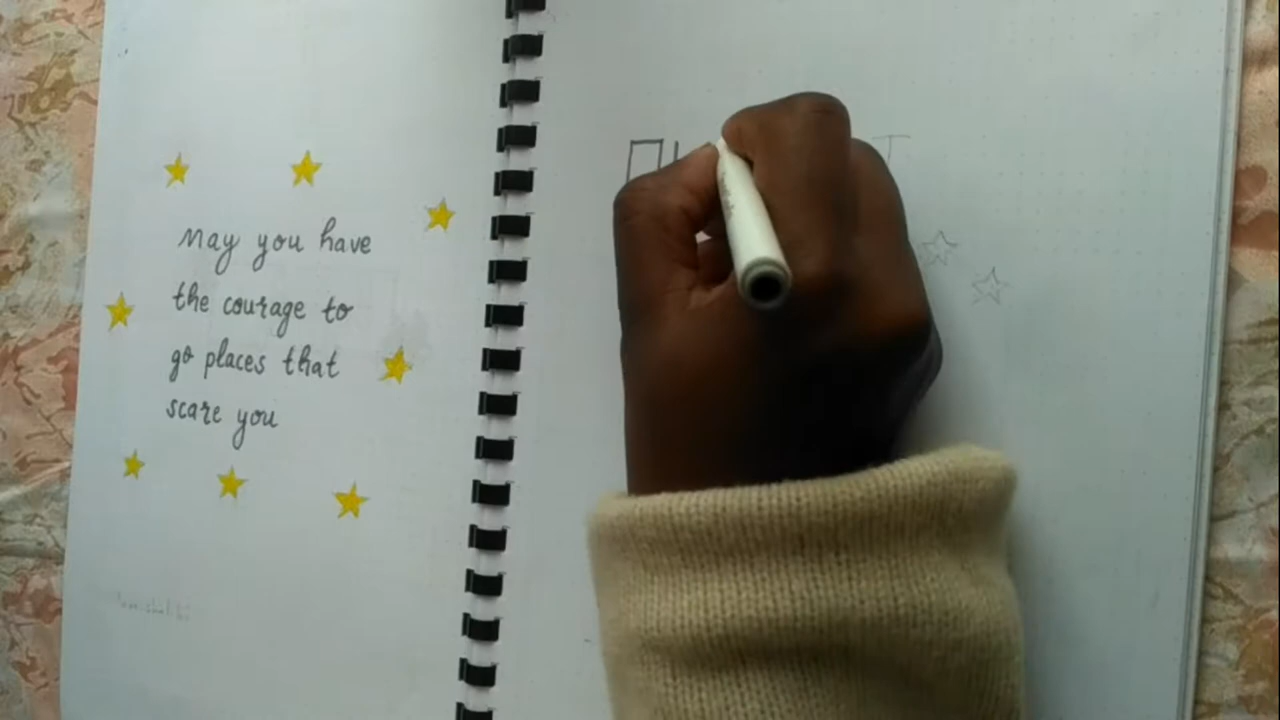 May you have
the courage to
go places that
scare you